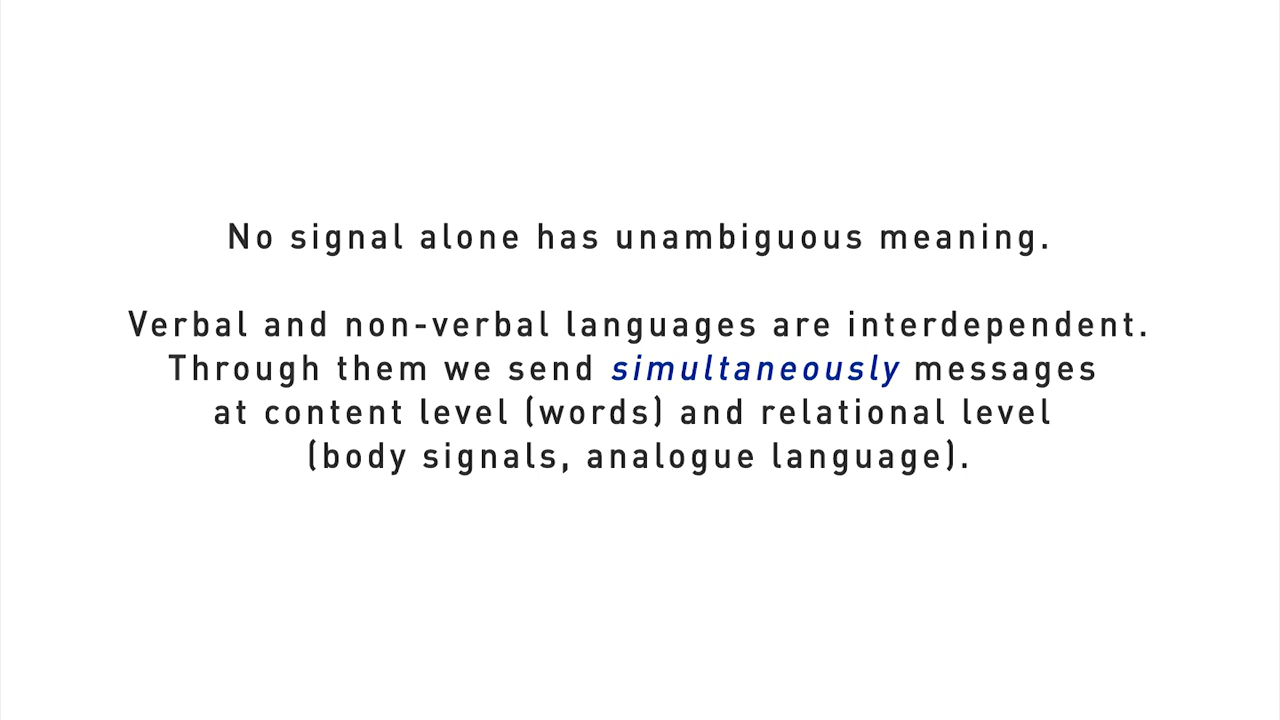 No signal alone has unambiguous meaning.
Verbal and non-verbal languages are interdependent.
Through them we send simultaneously messages
at content level (words) and relational level
(body signals, analogue language).